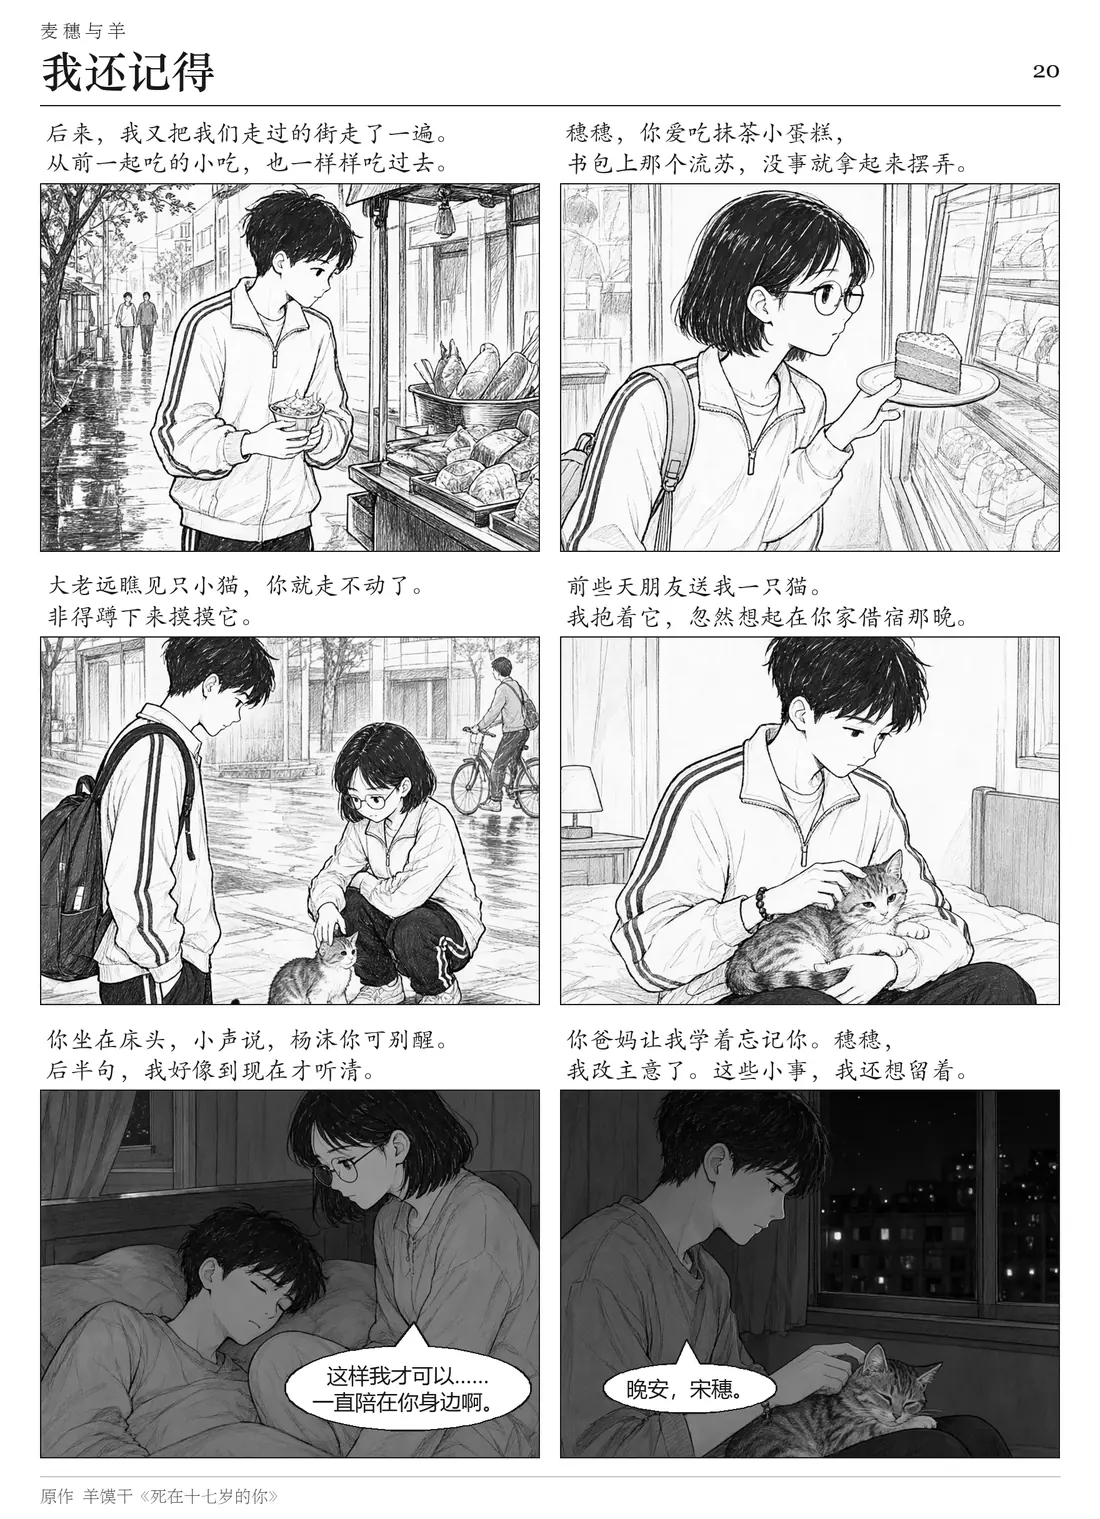 麦穗与羊
我还记得
20
后来，我又把我们走过的街走了一遍。
从前一起吃的小吃，也一样样吃过去。
穗穗，你爱吃抹茶小蛋糕，
书包上那个流苏，没事就拿起来摆弄。
大老远瞧见只小猫，你就走不动了。
非得蹲下来摸摸它。
前些天朋友送我一只猫。
我抱着它，忽然想起在你家借宿那晚。
你坐在床头，小声说，杨沫你可别醒。
后半句，我好像到现在才听清。
这样我才可以……
一直陪在你身边啊。
你爸妈让我学着忘记你。穗穗，
我改主意了。这些小事，我还想留着。
晚安，宋穗。
原作 羊馍干《死在十七岁的你》